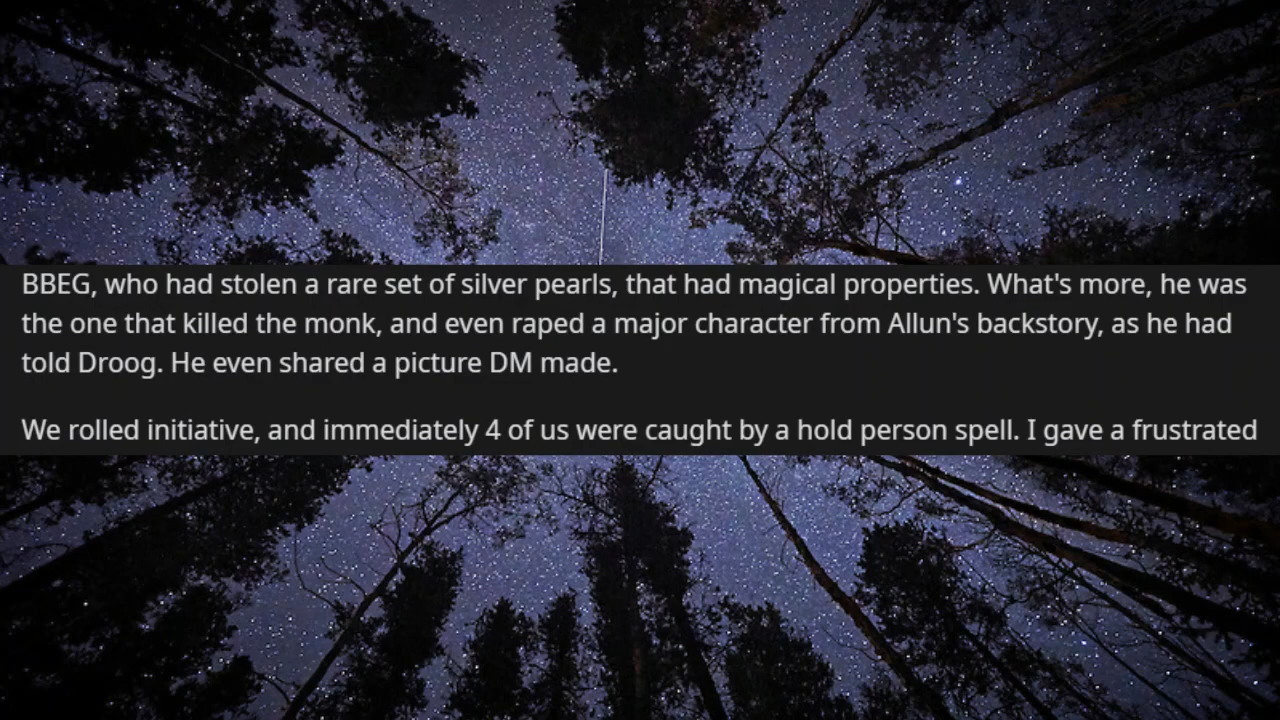 BBEG, who had stolen a rare set of silver pearls, that had magical properties. What's more, he was
the one that killed the monk, and even raped a major character from Allun's backstory, as he had
told Droog. He even shared a picture DM made.
We rolled initiative, and immediately 4 of us were caught by a hold person spell. I gave a frustrated